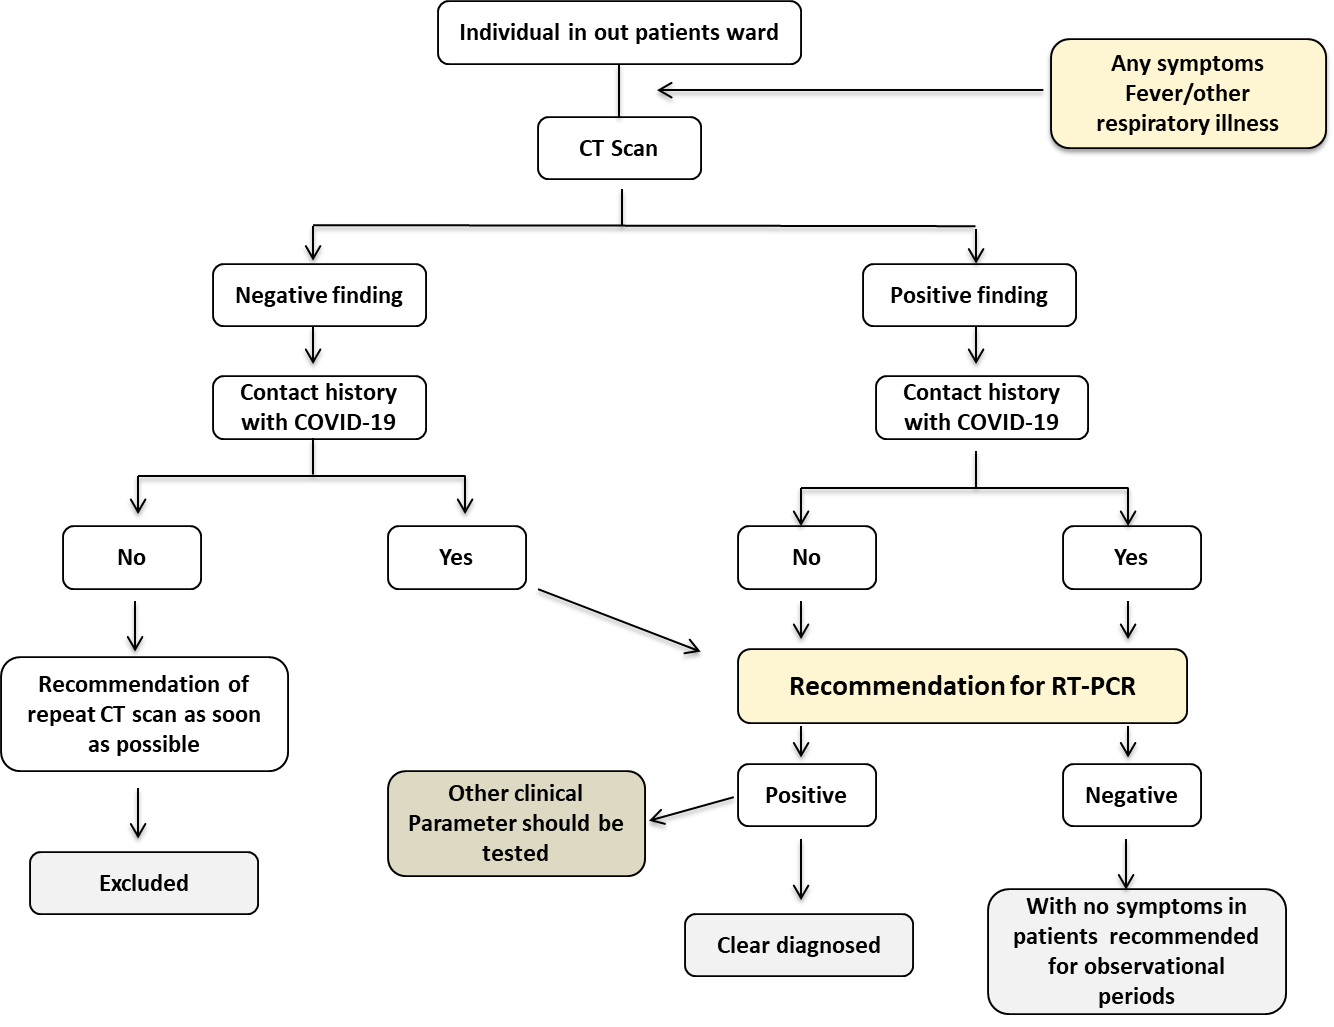 Individual in out patients ward
Any symptoms
Fever/other
respiratory illness
CT Scan
Negative finding
Positive finding
Contact history
with COVID-19
Contact history
with COVID-19
No
Yes
No
Yes
Recommendation of
repeat CT scan as soon
as possible
Recommendation for RT-PCR
Other clinical
Parameter should be
tested
Positive
Negative
Excluded
Clear diagnosed
With no symptoms in
patients recommended
for observational
periods